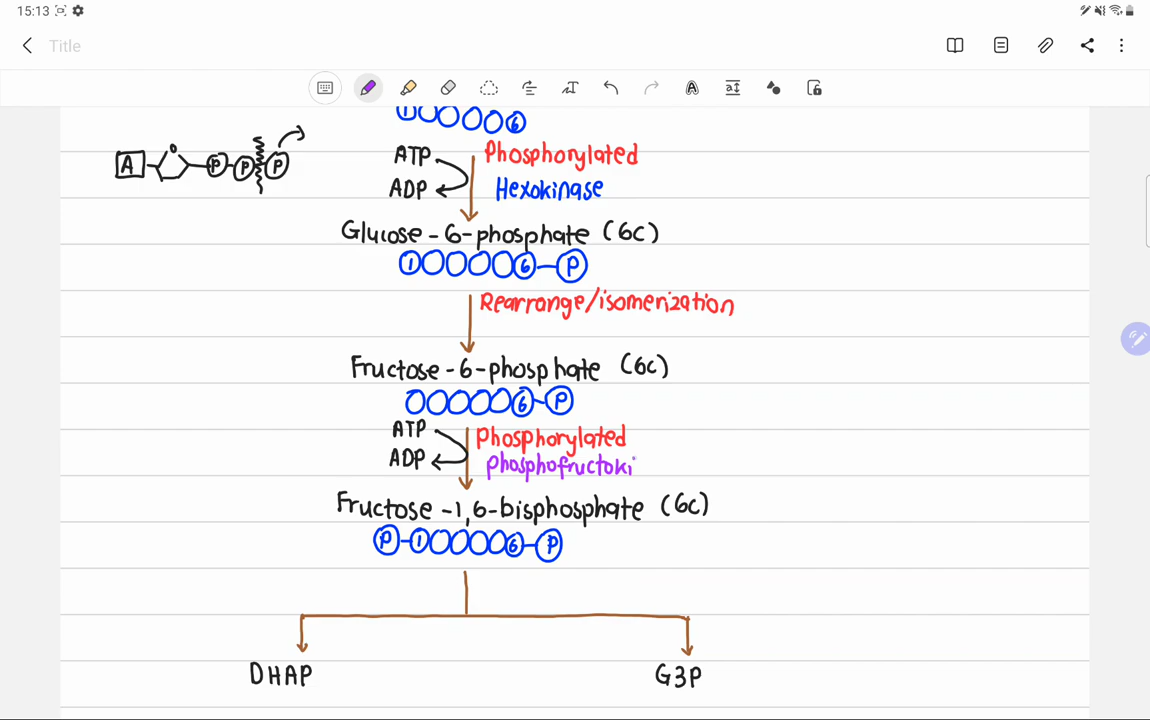 15:13
Title
① 6
A P P P
ATP Phosphorylated
ADP Hexokinase
Glucose-6-phosphate (6c)
1 6 P
Rearrange/isomerization
Fructose-6-phosphate (6c)
6 P
ATP Phosphorylated
ADP phosphofructoki
Fructose-1,6-bisphosphate (6c)
P 1 6 P
DHAP G3P